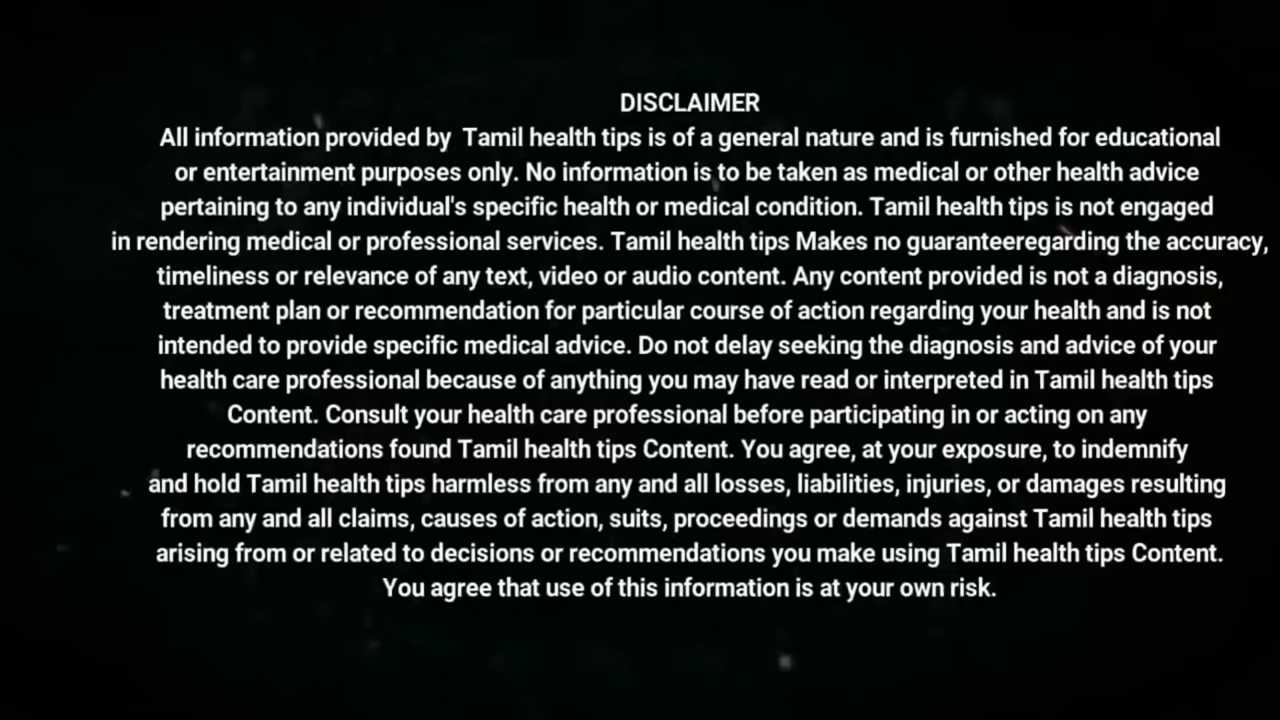 DISCLAIMER
All information provided by  Tamil health tips is of a general nature and is furnished for educational
or entertainment purposes only. No information is to be taken as medical or other health advice
pertaining to any individual's specific health or medical condition. Tamil health tips is not engaged
in rendering medical or professional services. Tamil health tips Makes no guaranteeregarding the accuracy,
timeliness or relevance of any text, video or audio content. Any content provided is not a diagnosis,
treatment plan or recommendation for particular course of action regarding your health and is not
intended to provide specific medical advice. Do not delay seeking the diagnosis and advice of your
health care professional because of anything you may have read or interpreted in Tamil health tips
Content. Consult your health care professional before participating in or acting on any
recommendations found Tamil health tips Content. You agree, at your exposure, to indemnify
and hold Tamil health tips harmless from any and all losses, liabilities, injuries, or damages resulting
from any and all claims, causes of action, suits, proceedings or demands against Tamil health tips
arising from or related to decisions or recommendations you make using Tamil health tips Content.
You agree that use of this information is at your own risk.